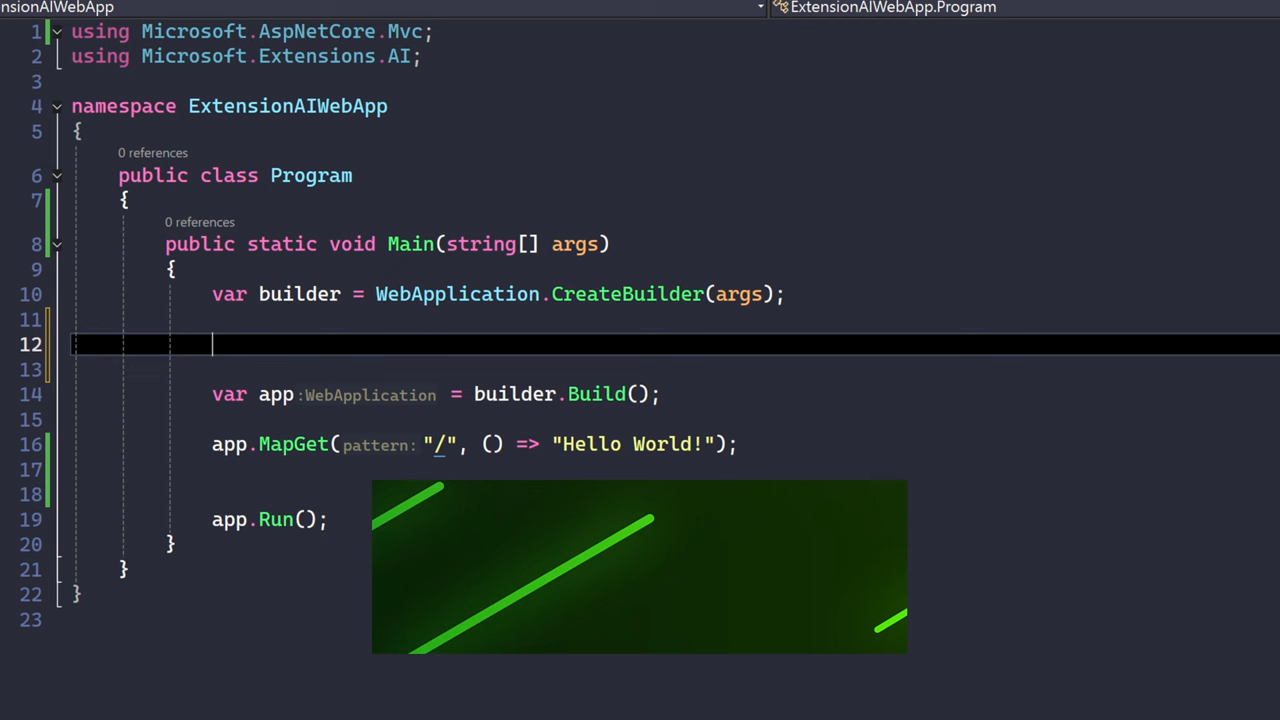 nsionAIWebApp
ExtensionAIWebApp.Program
1 using Microsoft.AspNetCore.Mvc;
2 using Microsoft.Extensions.AI;
3
4 namespace ExtensionAIWebApp
5 {
0 references
6 public class Program
7 {
0 references
8 public static void Main(string[] args)
9 {
10 var builder = WebApplication.CreateBuilder(args);
11
12
13
14 var app:WebApplication = builder.Build();
15
16 app.MapGet(pattern: "/", () => "Hello World!");
17
18
19 app.Run();
20 }
21 }
22 }
23